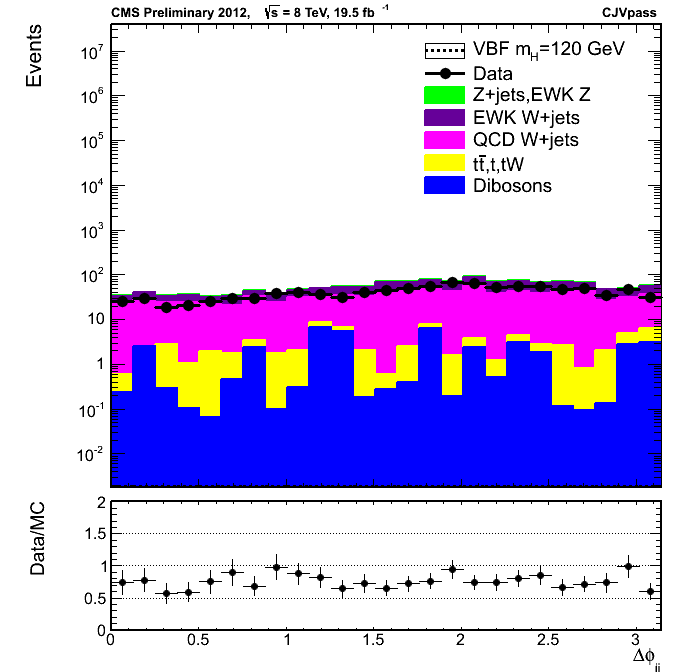 CMS Preliminary 2012, √s = 8 TeV, 19.5 fb⁻¹ CJVpass
Events
10⁷
10⁶
10⁵
10⁴
10³
10²
10
1
10⁻¹
10⁻²
VBF m_H=120 GeV
Data
Z+jets,EWK Z
EWK W+jets
QCD W+jets
tt̅,t,tW
Dibosons
Data/MC
2
1.5
1
0.5
0
0 0.5 1 1.5 2 2.5 3
Δϕ_jj